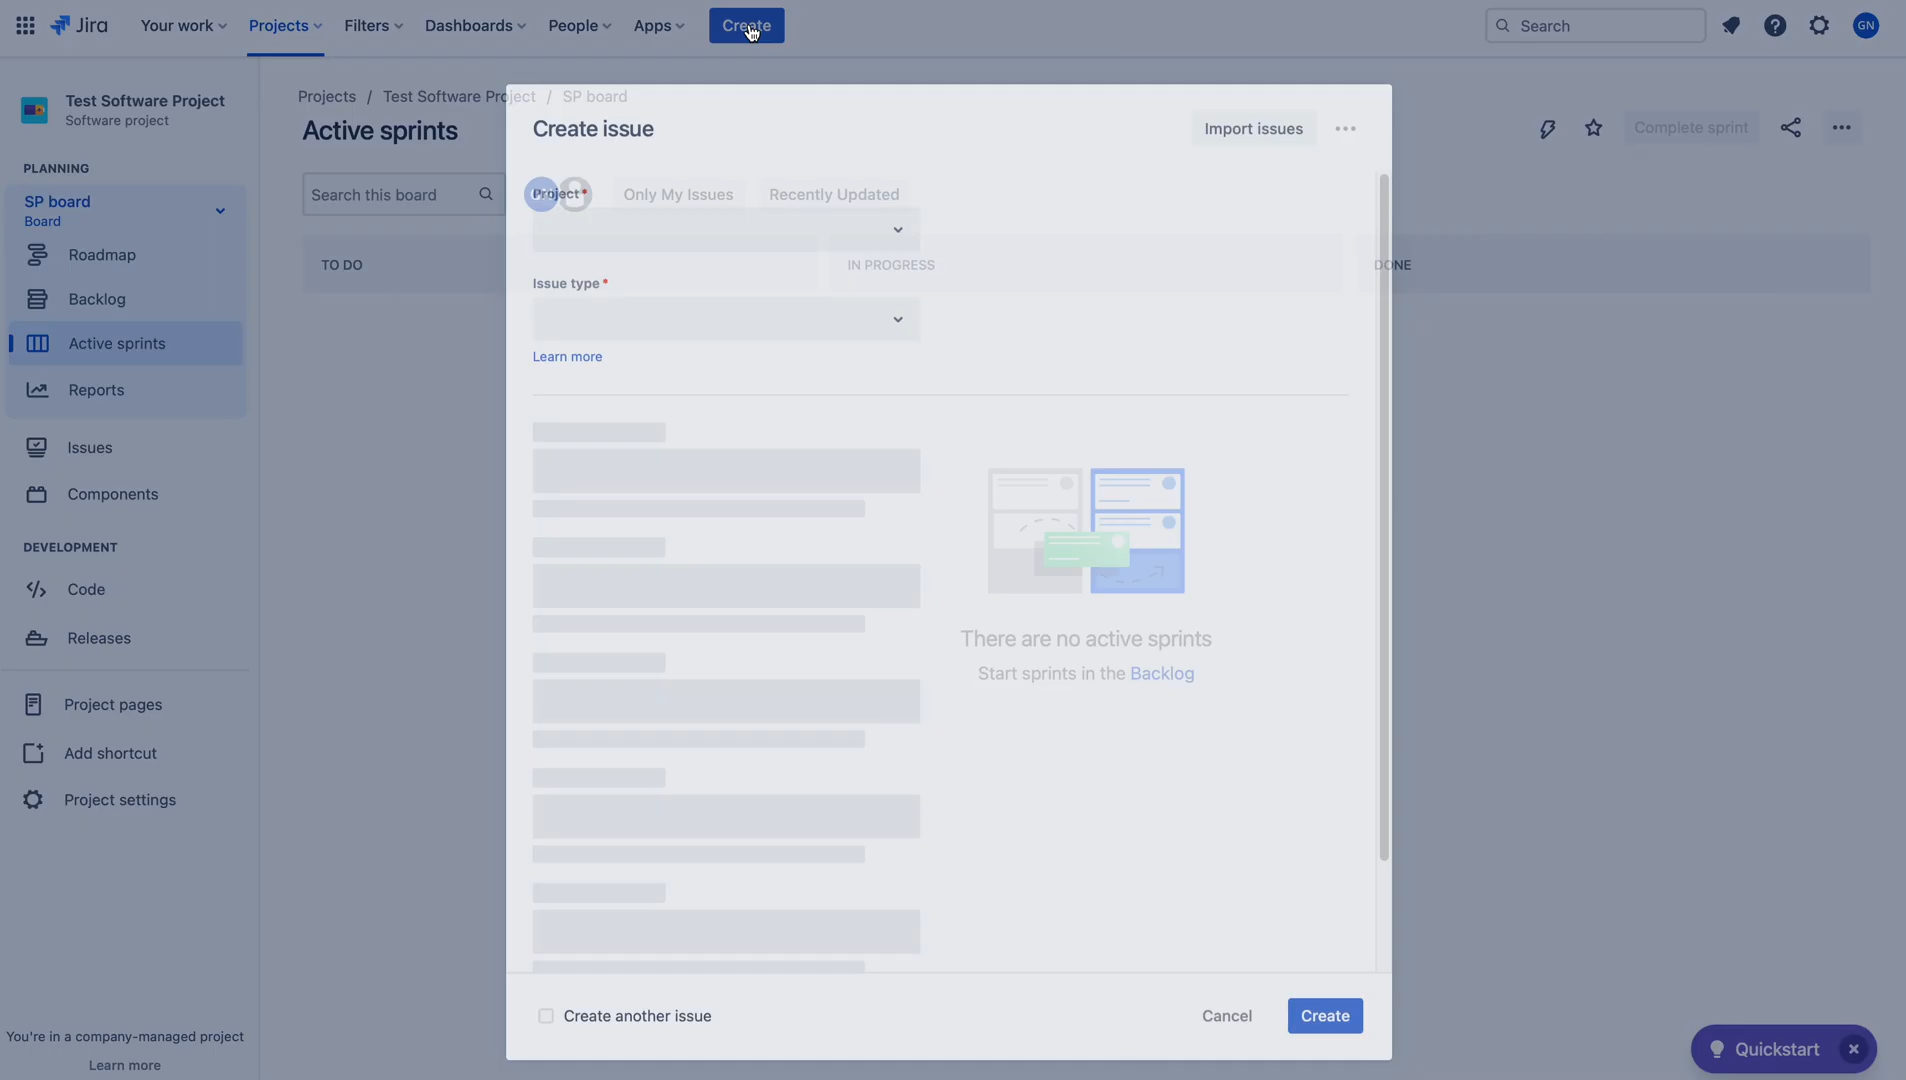 Jira
Your work
Projects
Filters
Dashboards
People
Apps
Create
Search
GN
Test Software Project
Software project
PLANNING
SP board
Board
Roadmap
Backlog
Active sprints
Reports
Issues
Components
DEVELOPMENT
Code
Releases
Project pages
Add shortcut
Project settings
You're in a company-managed project
Learn more
Projects / Test Software Project / SP board
Active sprints
Complete sprint
Search this board
Only My Issues
Recently Updated
TO DO
IN PROGRESS
DONE
Create issue
Import issues
Project *
Issue type *
Learn more
There are no active sprints
Start sprints in the Backlog
Create another issue
Cancel
Create
Quickstart